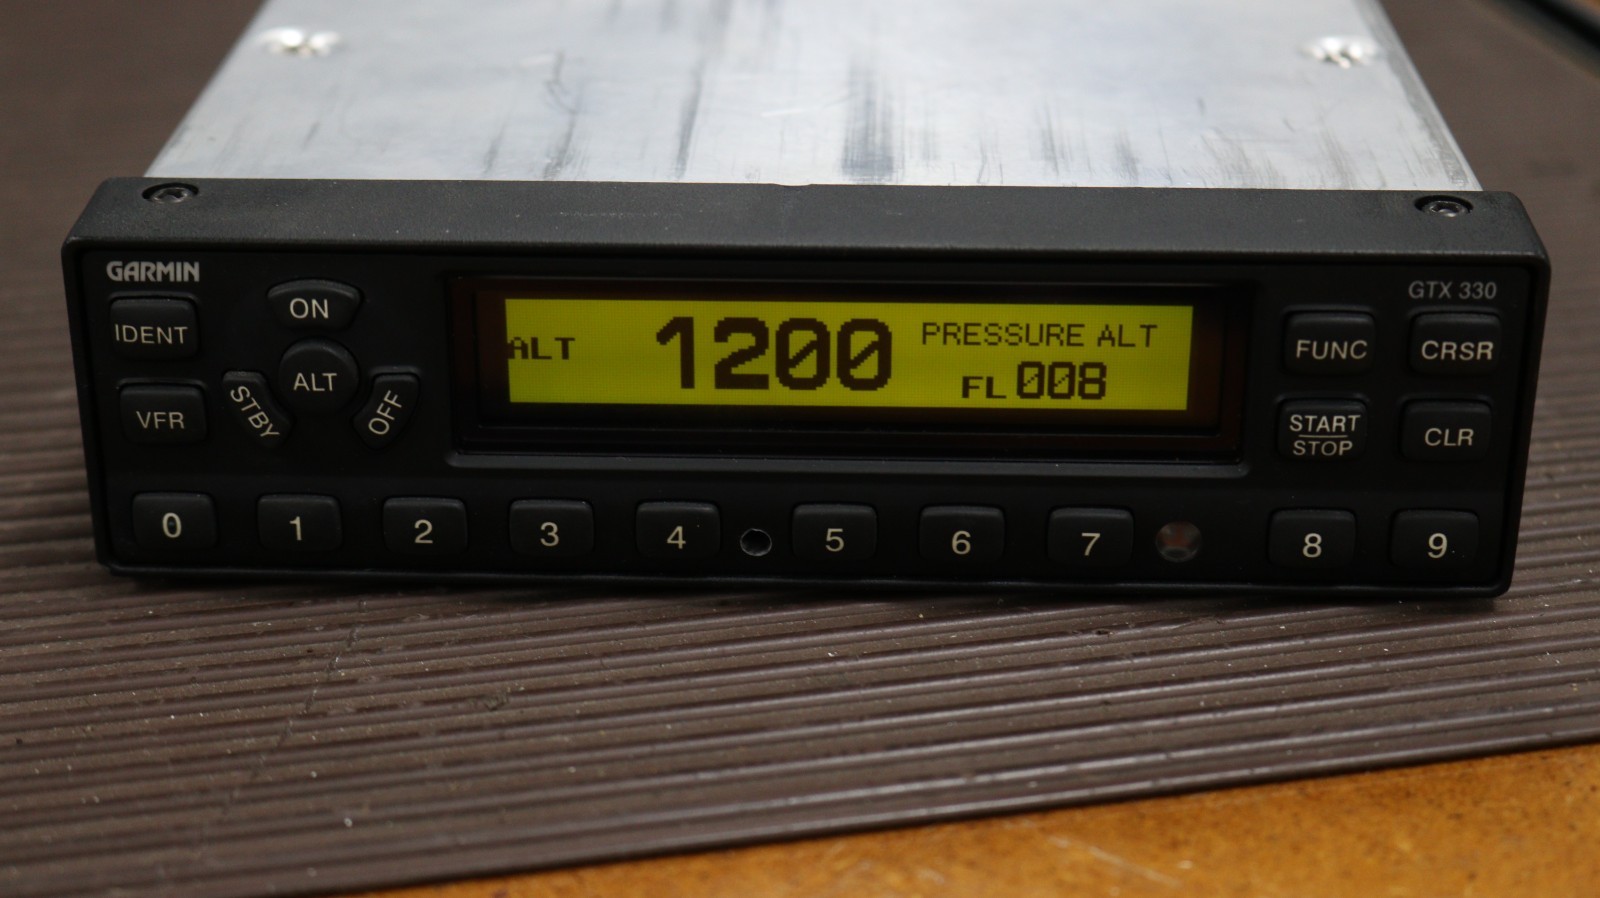 GARMIN
GTX 330
IDENT
ON
ALT
STBY
OFF
VFR
ALT
1200
PRESSURE ALT
FL 008
FUNC
CRSR
START
STOP
CLR
0 1 2 3 4 5 6 7 8 9